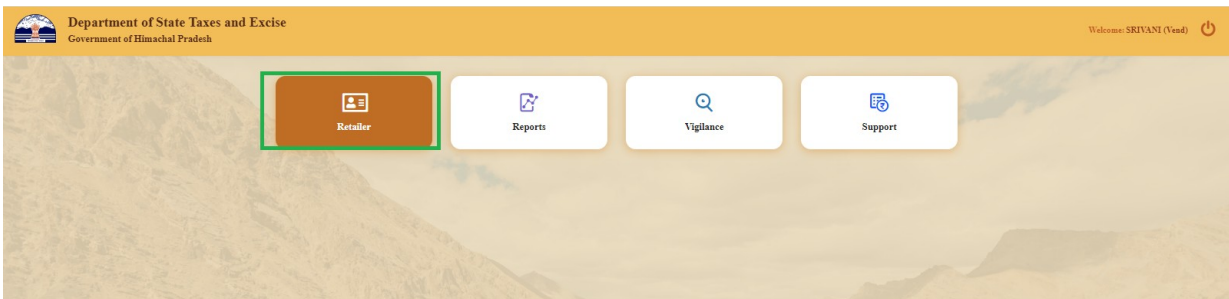 Department of State Taxes and Excise
Government of Himachal Pradesh
Welcome: SRIVANI (Vend)
Retailer
Reports
Vigilance
Support